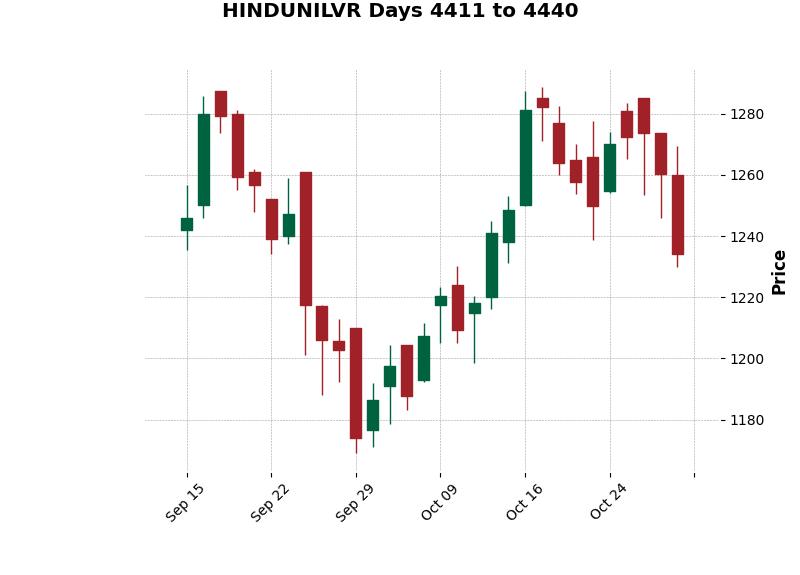 HINDUNILVR Days 4411 to 4440
1280
1260
1240
1220
1200
1180
Price
Sep 15
Sep 22
Sep 29
Oct 09
Oct 16
Oct 24